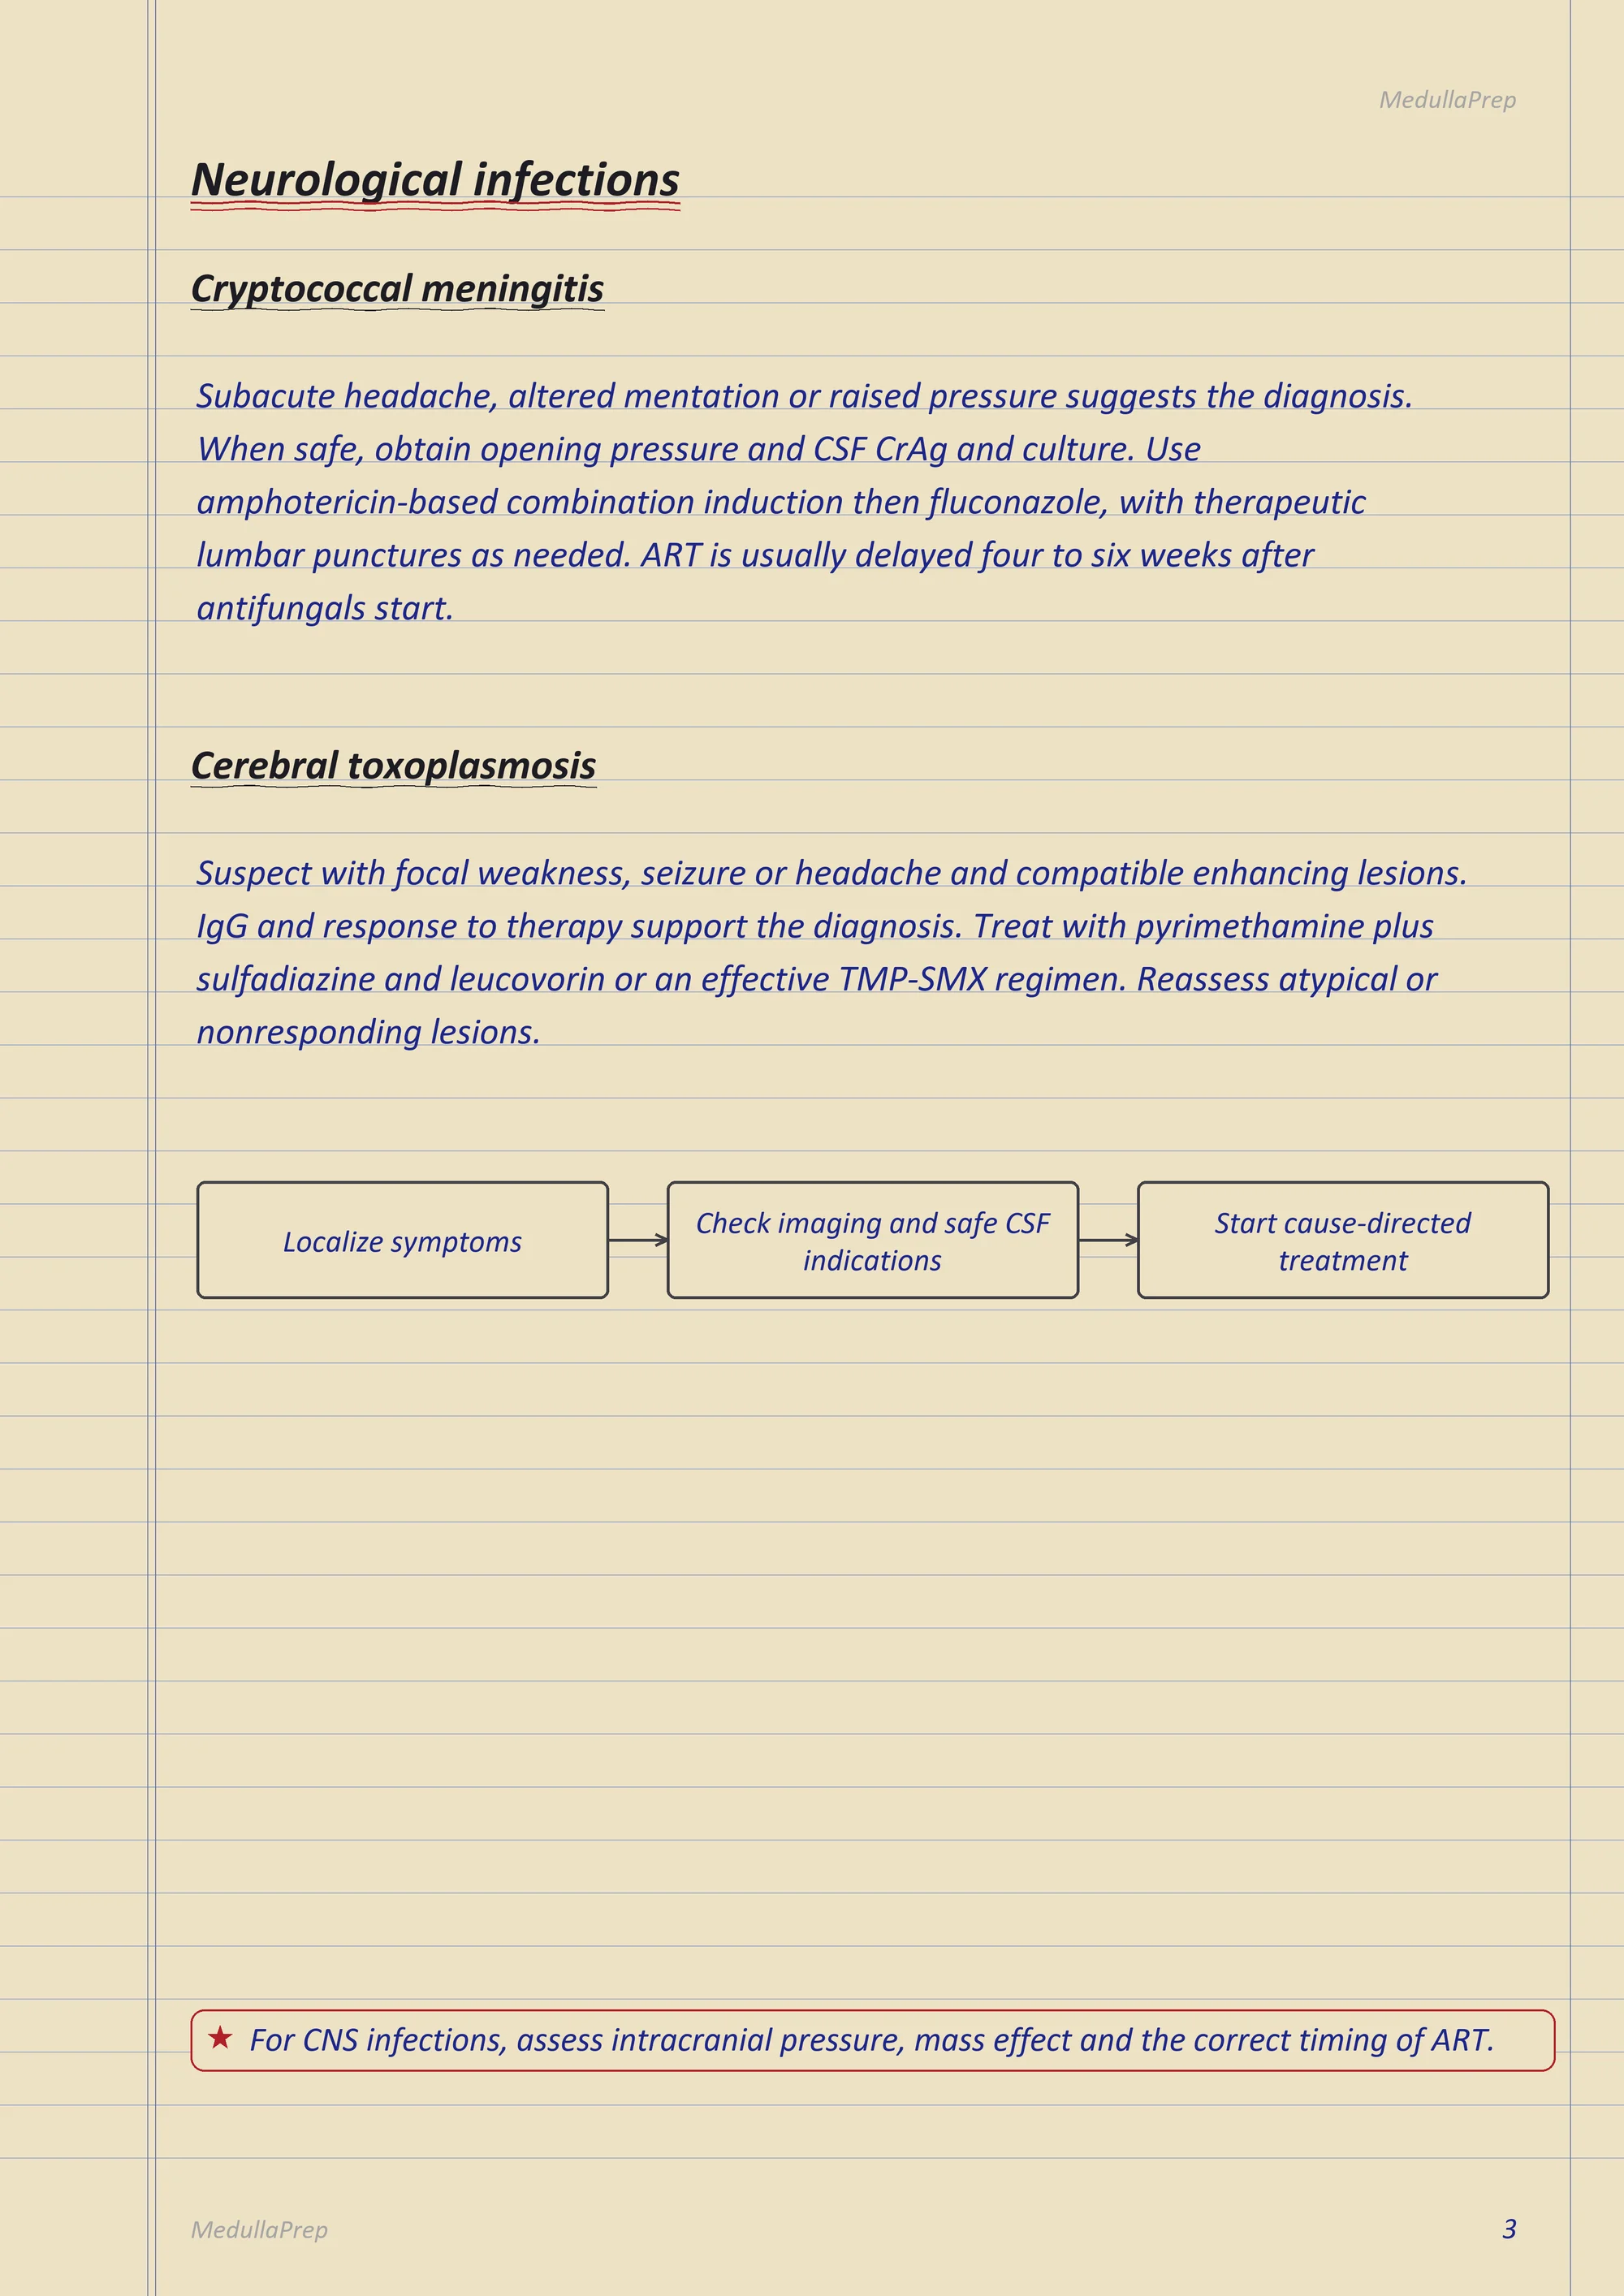 MedullaPrep
Neurological infections
Cryptococcal meningitis
Subacute headache, altered mentation or raised pressure suggests the diagnosis.
When safe, obtain opening pressure and CSF CrAg and culture. Use
amphotericin-based combination induction then fluconazole, with therapeutic
lumbar punctures as needed. ART is usually delayed four to six weeks after
antifungals start.
Cerebral toxoplasmosis
Suspect with focal weakness, seizure or headache and compatible enhancing lesions.
IgG and response to therapy support the diagnosis. Treat with pyrimethamine plus
sulfadiazine and leucovorin or an effective TMP-SMX regimen. Reassess atypical or
nonresponding lesions.
Localize symptoms
Check imaging and safe CSF
indications
Start cause-directed
treatment
★ For CNS infections, assess intracranial pressure, mass effect and the correct timing of ART.
MedullaPrep
3